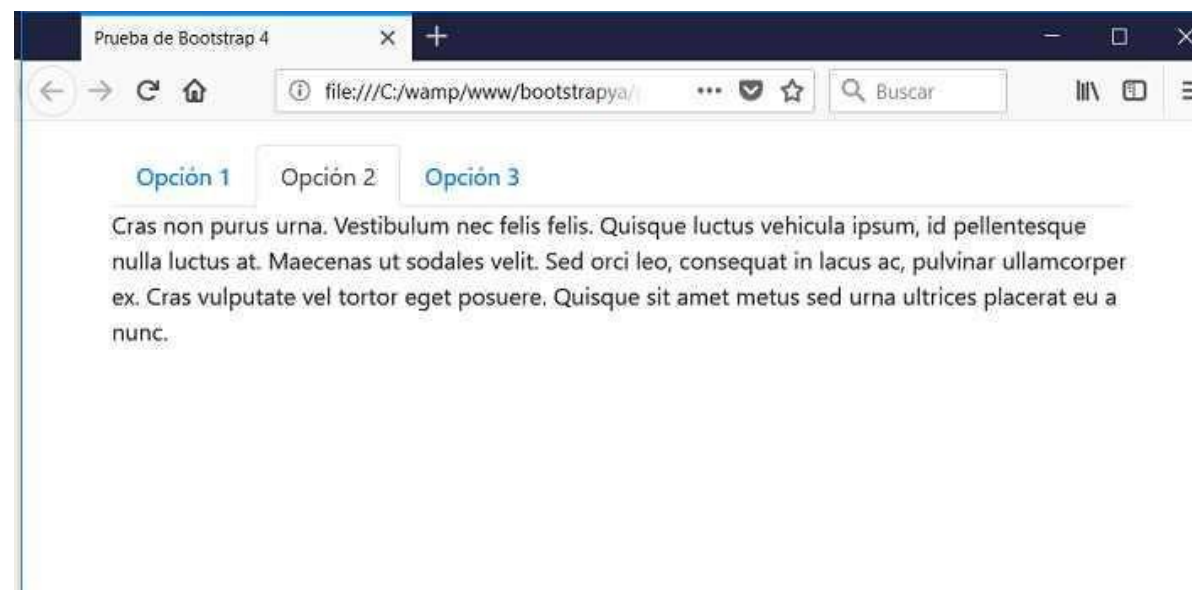 Prueba de Bootstrap 4
file:///C:/wamp/www/bootstrapya/
Buscar
Opción 1 Opción 2 Opción 3
Cras non purus urna. Vestibulum nec felis felis. Quisque luctus vehicula ipsum, id pellentesque
nulla luctus at. Maecenas ut sodales velit. Sed orci leo, consequat in lacus ac, pulvinar ullamcorper
ex. Cras vulputate vel tortor eget posuere. Quisque sit amet metus sed urna ultrices placerat eu a
nunc.